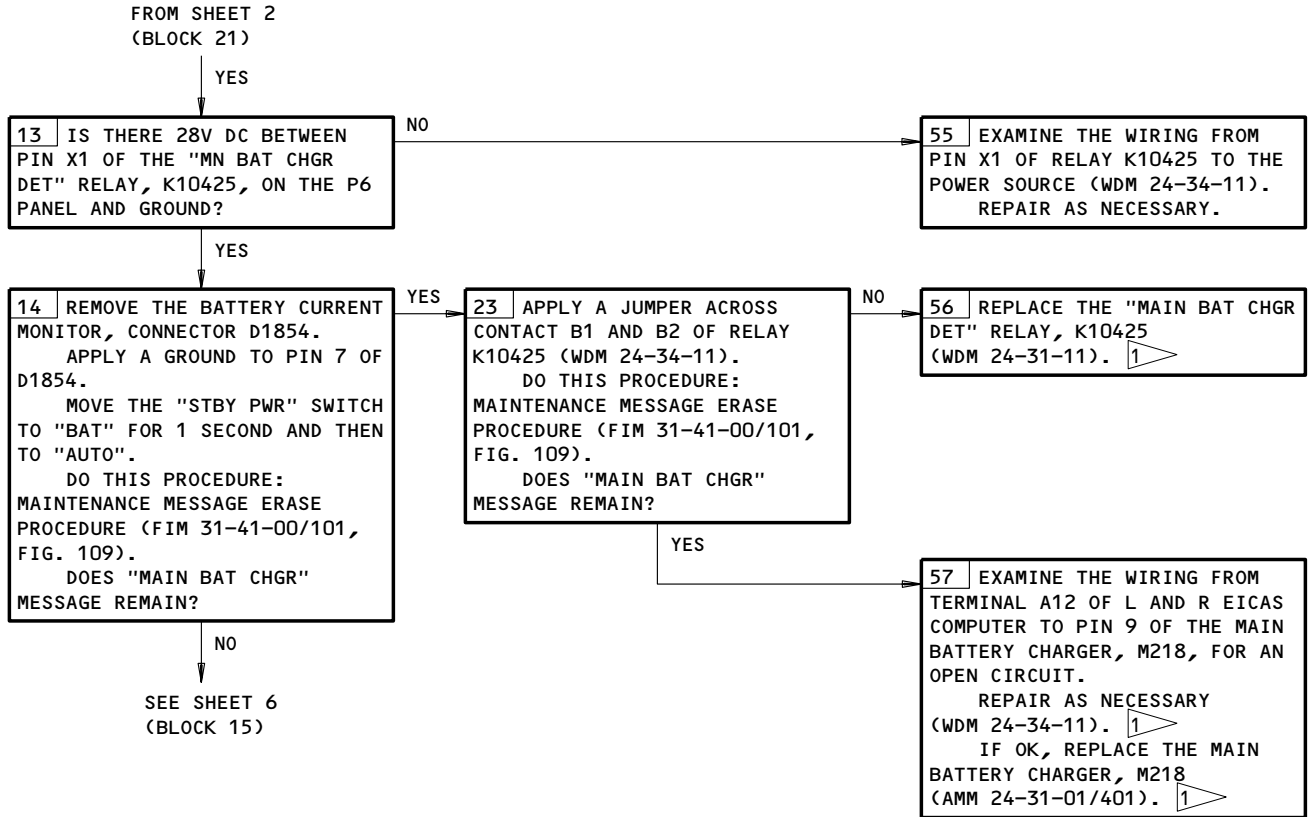 FROM SHEET 2
(BLOCK 21)
YES
13 IS THERE 28V DC BETWEEN
PIN X1 OF THE "MN BAT CHGR
DET" RELAY, K10425, ON THE P6
PANEL AND GROUND?
NO
55 EXAMINE THE WIRING FROM
PIN X1 OF RELAY K10425 TO THE
POWER SOURCE (WDM 24-34-11).
REPAIR AS NECESSARY.
YES
14 REMOVE THE BATTERY CURRENT
MONITOR, CONNECTOR D1854.
APPLY A GROUND TO PIN 7 OF
D1854.
MOVE THE "STBY PWR" SWITCH
TO "BAT" FOR 1 SECOND AND THEN
TO "AUTO".
DO THIS PROCEDURE:
MAINTENANCE MESSAGE ERASE
PROCEDURE (FIM 31-41-00/101,
FIG. 109).
DOES "MAIN BAT CHGR"
MESSAGE REMAIN?
YES
23 APPLY A JUMPER ACROSS
CONTACT B1 AND B2 OF RELAY
K10425 (WDM 24-34-11).
DO THIS PROCEDURE:
MAINTENANCE MESSAGE ERASE
PROCEDURE (FIM 31-41-00/101,
FIG. 109).
DOES "MAIN BAT CHGR"
MESSAGE REMAIN?
NO
56 REPLACE THE "MAIN BAT CHGR
DET" RELAY, K10425
(WDM 24-31-11). 1
YES
57 EXAMINE THE WIRING FROM
TERMINAL A12 OF L AND R EICAS
COMPUTER TO PIN 9 OF THE MAIN
BATTERY CHARGER, M218, FOR AN
OPEN CIRCUIT.
REPAIR AS NECESSARY
(WDM 24-34-11). 1
IF OK, REPLACE THE MAIN
BATTERY CHARGER, M218
(AMM 24-31-01/401). 1
NO
SEE SHEET 6
(BLOCK 15)